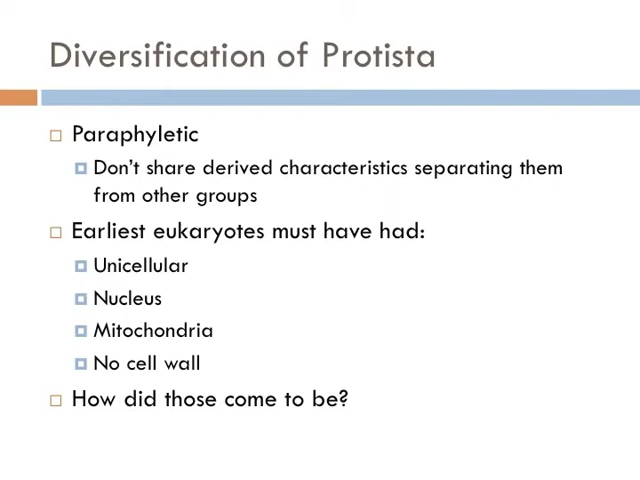 Diversification of Protista
Paraphyletic
Don't share derived characteristics separating them
from other groups
Earliest eukaryotes must have had:
Unicellular
Nucleus
Mitochondria
No cell wall
How did those come to be?